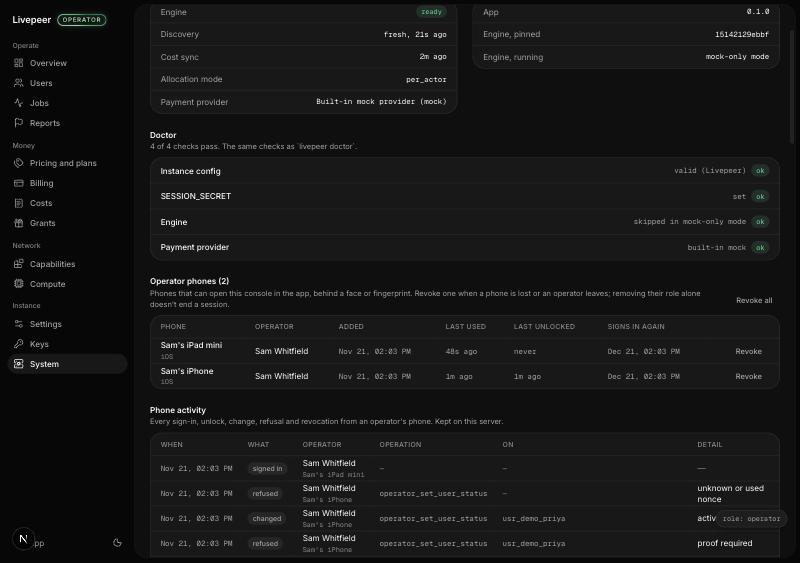 Livepeer OPERATOR
Operate
Overview
Users
Jobs
Reports
Money
Pricing and plans
Billing
Costs
Grants
Network
Capabilities
Compute
Instance
Settings
Keys
System
N
Engine ready
Discovery fresh, 21s ago
Cost sync 2m ago
Allocation mode per_actor
Payment provider Built-in mock provider (mock)
App 0.1.0
Engine, pinned 15142129ebbf
Engine, running mock-only mode
Doctor
4 of 4 checks pass. The same checks as `livepeer doctor`.
Instance config valid (Livepeer) ok
SESSION_SECRET set ok
Engine skipped in mock-only mode ok
Payment provider built-in mock ok
Operator phones (2)
Phones that can open this console in the app, behind a face or fingerprint. Revoke one when a phone is lost or an operator leaves; removing their role alone
doesn't end a session.
Revoke all
PHONE OPERATOR ADDED LAST USED LAST UNLOCKED SIGNS IN AGAIN
Sam's iPad mini
iOS
Sam Whitfield Nov 21, 02:03 PM 48s ago never Dec 21, 02:03 PM Revoke
Sam's iPhone
iOS
Sam Whitfield Nov 21, 02:03 PM 1m ago 1m ago Dec 21, 02:03 PM Revoke
Phone activity
Every sign-in, unlock, change, refusal and revocation from an operator's phone. Kept on this server.
WHEN WHAT OPERATOR OPERATION ON DETAIL
Nov 21, 02:03 PM signed in Sam Whitfield – – —
Sam's iPad mini
Nov 21, 02:03 PM refused Sam Whitfield operator_set_user_status – unknown or used
Sam's iPhone nonce
Nov 21, 02:03 PM changed Sam Whitfield operator_set_user_status usr_demo_priya
Sam's iPhone
role: operator
Nov 21, 02:03 PM refused Sam Whitfield operator_set_user_status usr_demo_priya proof required
Sam's iPhone